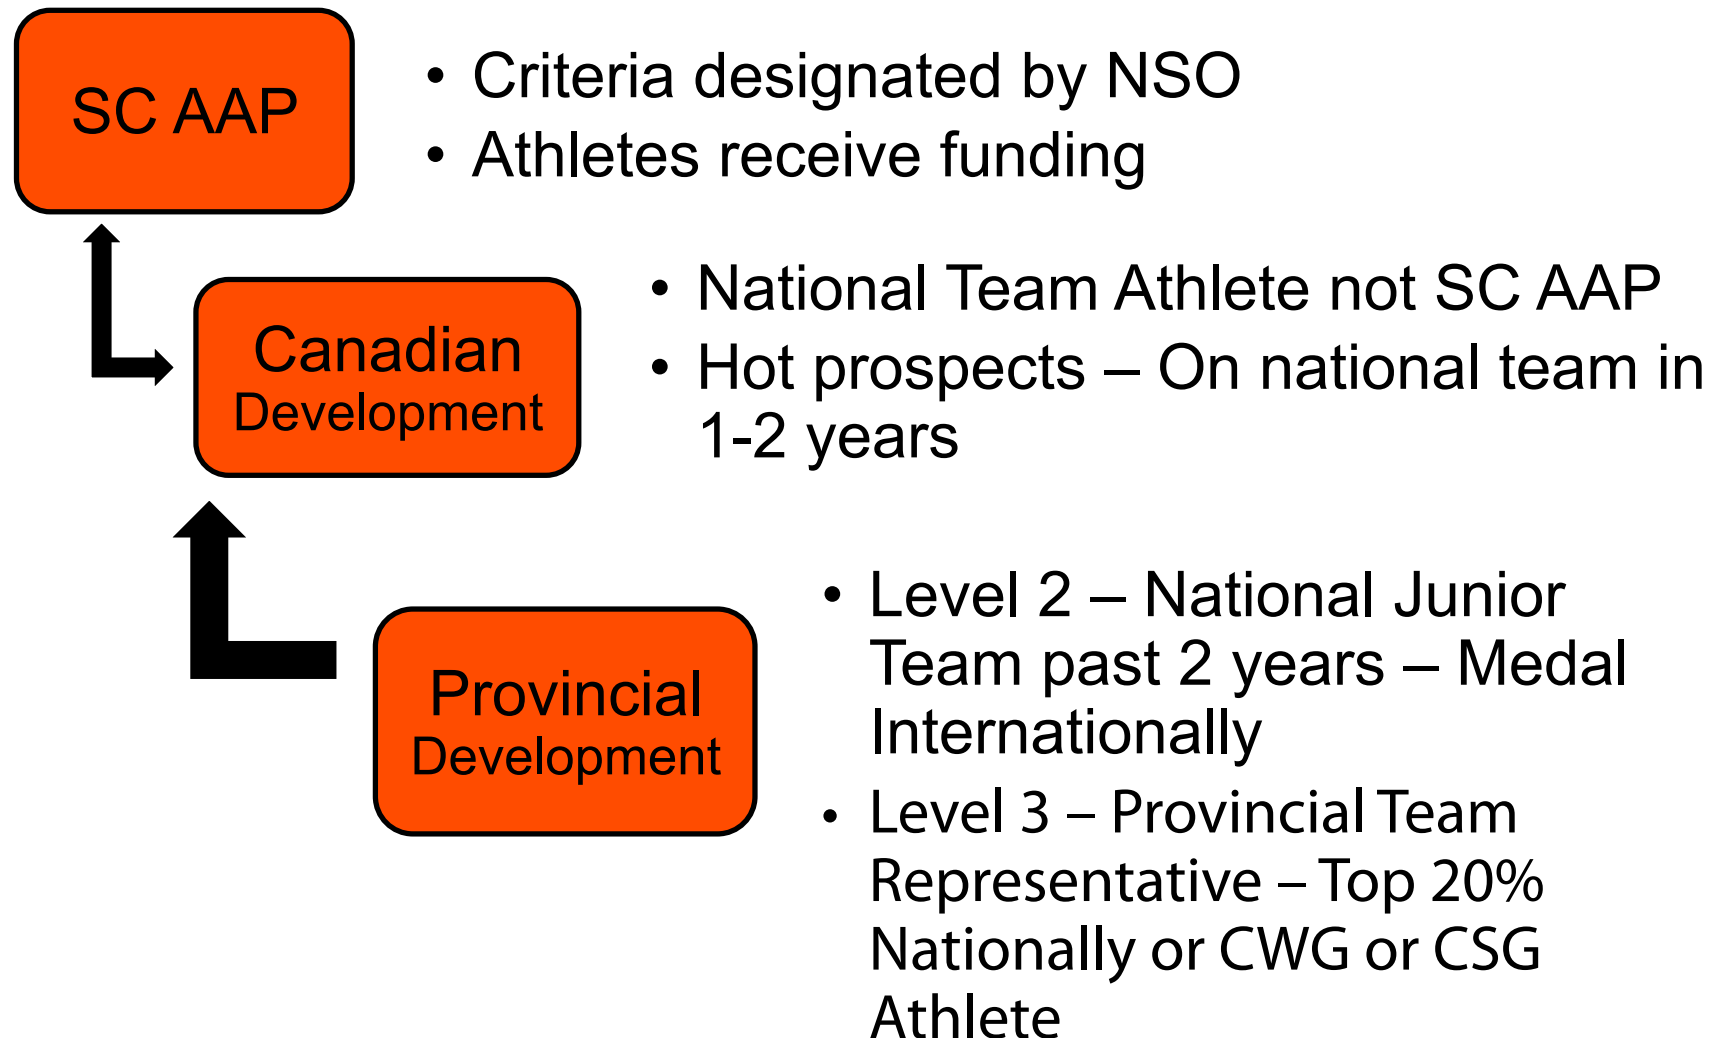 SC AAP
• Criteria designated by NSO
• Athletes receive funding
Canadian
Development
• National Team Athlete not SC AAP
• Hot prospects – On national team in
1-2 years
Provincial
Development
• Level 2 – National Junior
Team past 2 years – Medal
Internationally
• Level 3 – Provincial Team
Representative – Top 20%
Nationally or CWG or CSG
Athlete